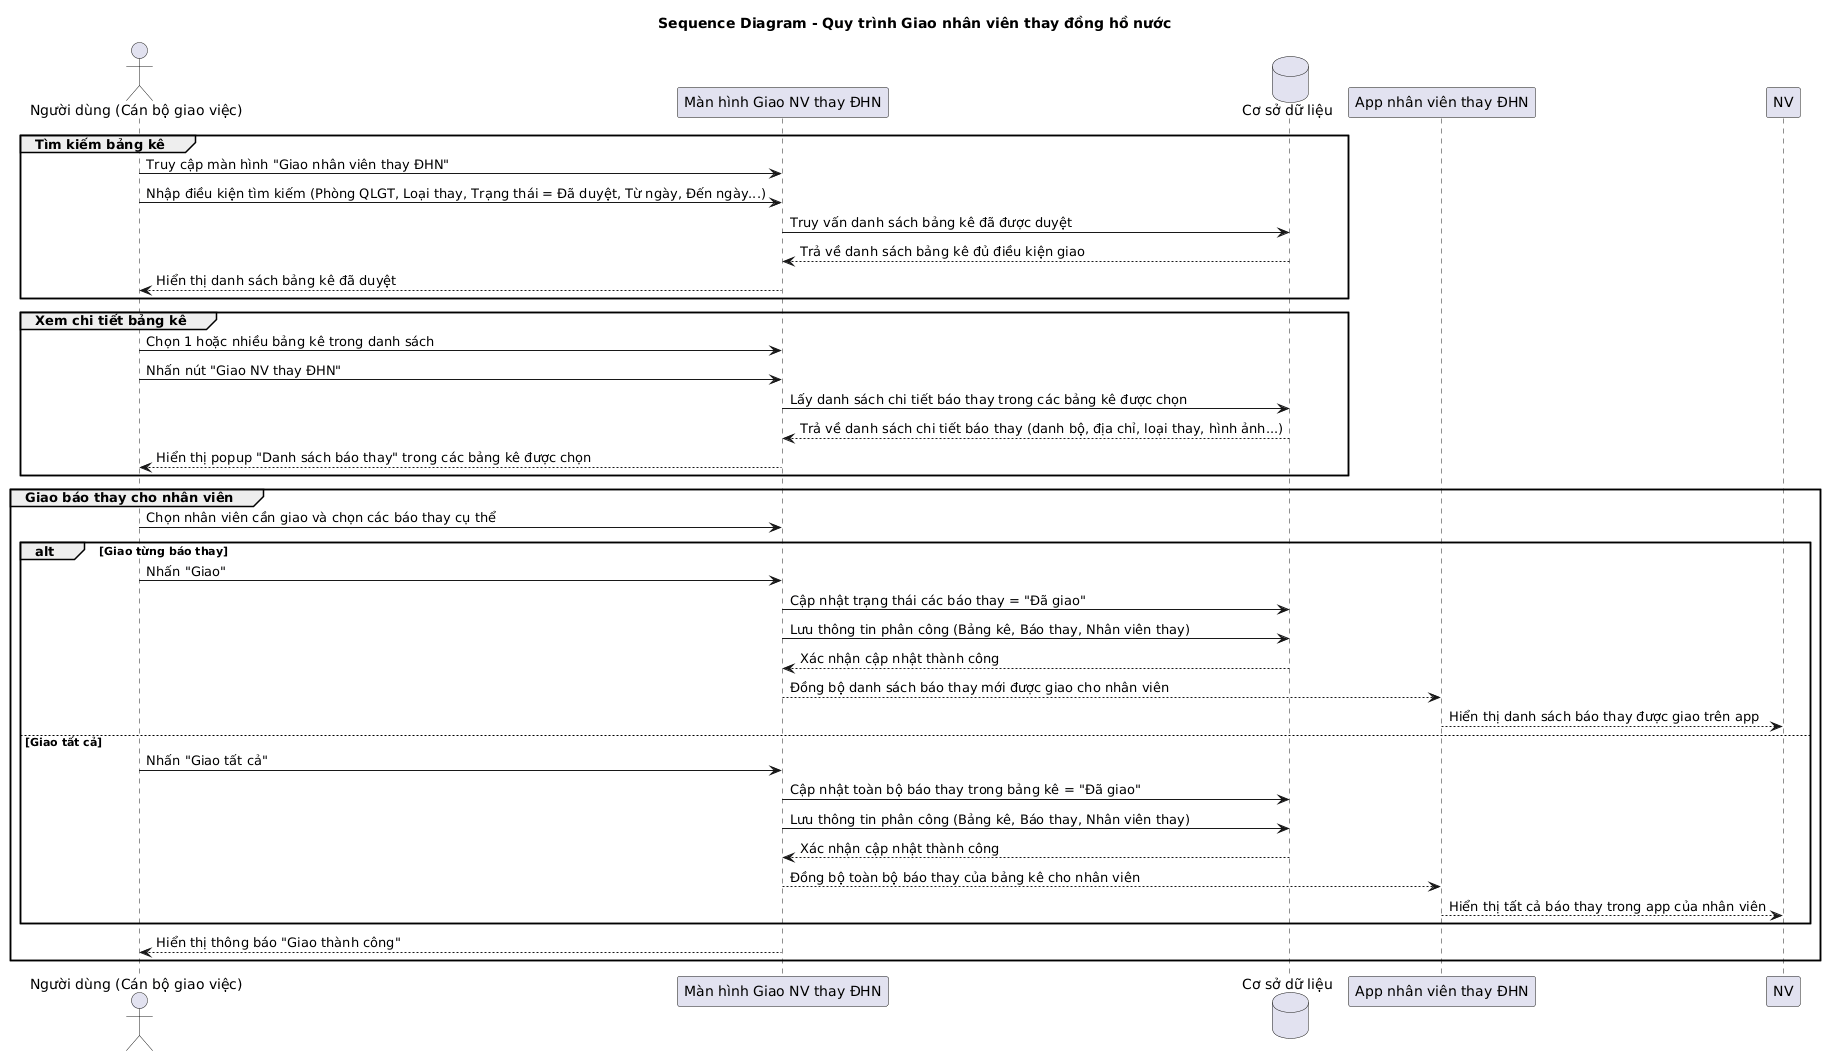 Sequence Diagram - Quy trình Giao nhân viên thay đồng hồ nước
Người dùng (Cán bộ giao việc)
Màn hình Giao NV thay ĐHN
Cơ sở dữ liệu
App nhân viên thay ĐHN
NV
Tìm kiếm bảng kê
Truy cập màn hình "Giao nhân viên thay ĐHN"
Nhập điều kiện tìm kiếm (Phòng QLGT, Loại thay, Trạng thái = Đã duyệt, Từ ngày, Đến ngày...)
Truy vấn danh sách bảng kê đã được duyệt
Trả về danh sách bảng kê đủ điều kiện giao
Hiển thị danh sách bảng kê đã duyệt
Xem chi tiết bảng kê
Chọn 1 hoặc nhiều bảng kê trong danh sách
Nhấn nút "Giao NV thay ĐHN"
Lấy danh sách chi tiết báo thay trong các bảng kê được chọn
Trả về danh sách chi tiết báo thay (danh bộ, địa chỉ, loại thay, hình ảnh...)
Hiển thị popup "Danh sách báo thay" trong các bảng kê được chọn
Giao báo thay cho nhân viên
Chọn nhân viên cần giao và chọn các báo thay cụ thể
alt [Giao từng báo thay]
Nhấn "Giao"
Cập nhật trạng thái các báo thay = "Đã giao"
Lưu thông tin phân công (Bảng kê, Báo thay, Nhân viên thay)
Xác nhận cập nhật thành công
Đồng bộ danh sách báo thay mới được giao cho nhân viên
Hiển thị danh sách báo thay được giao trên app
[Giao tất cả]
Nhấn "Giao tất cả"
Cập nhật toàn bộ báo thay trong bảng kê = "Đã giao"
Lưu thông tin phân công (Bảng kê, Báo thay, Nhân viên thay)
Xác nhận cập nhật thành công
Đồng bộ toàn bộ báo thay của bảng kê cho nhân viên
Hiển thị tất cả báo thay trong app của nhân viên
Hiển thị thông báo "Giao thành công"
Người dùng (Cán bộ giao việc)
Màn hình Giao NV thay ĐHN
Cơ sở dữ liệu
App nhân viên thay ĐHN
NV